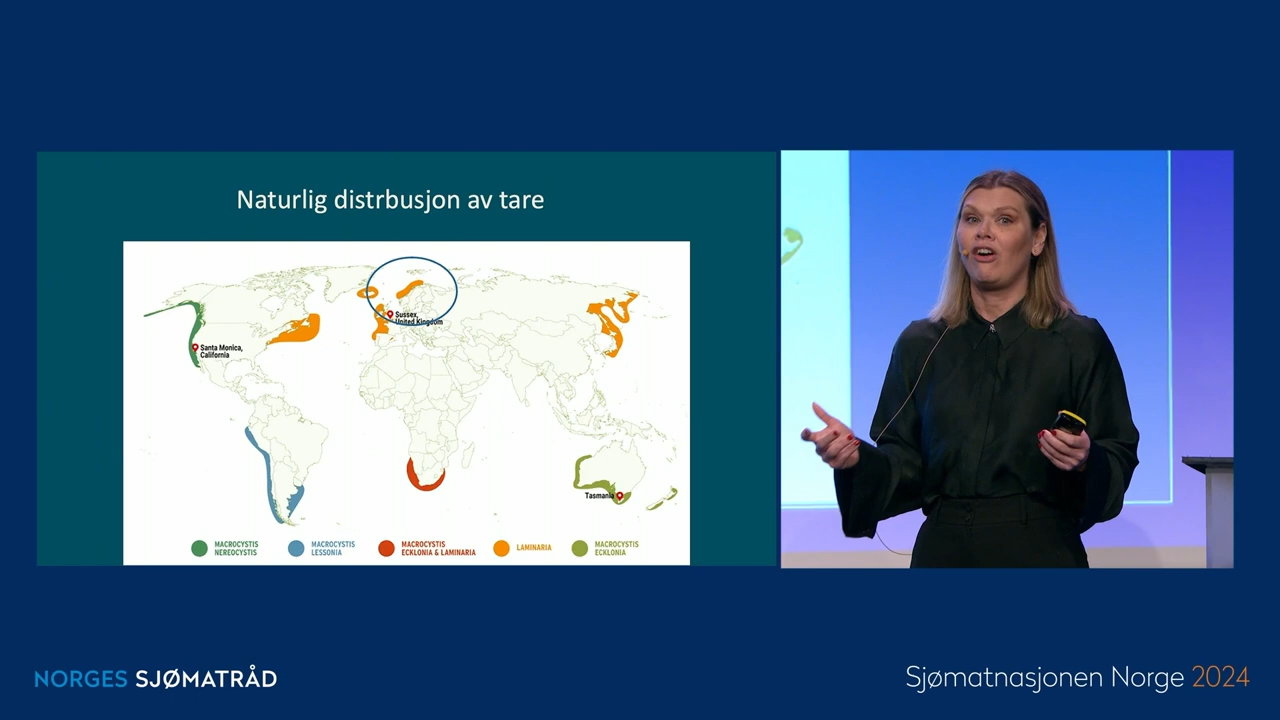 Naturlig distrbusjon av tare
Sussex,
United Kingdom
Santa Monica,
California
Tasmania
MACROCYSTIS
NEREOCYSTIS
MACROCYSTIS
LESSONIA
MACROCYSTIS
ECKLONIA & LAMINARIA
LAMINARIA
MACROCYSTIS
ECKLONIA
NORGES SJØMATRÅD
Sjømatnasjonen Norge 2024